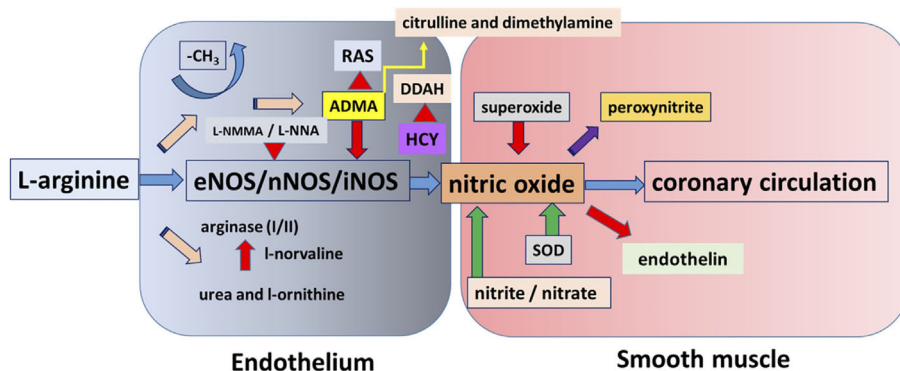 citrulline and dimethylamine
-CH₃
RAS
DDAH
ADMA
superoxide
peroxynitrite
L-NMMA / L-NNA
HCY
L-arginine
eNOS/nNOS/iNOS
nitric oxide
coronary circulation
arginase (I/II)
l-norvaline
SOD
endothelin
urea and l-ornithine
nitrite / nitrate
Endothelium
Smooth muscle